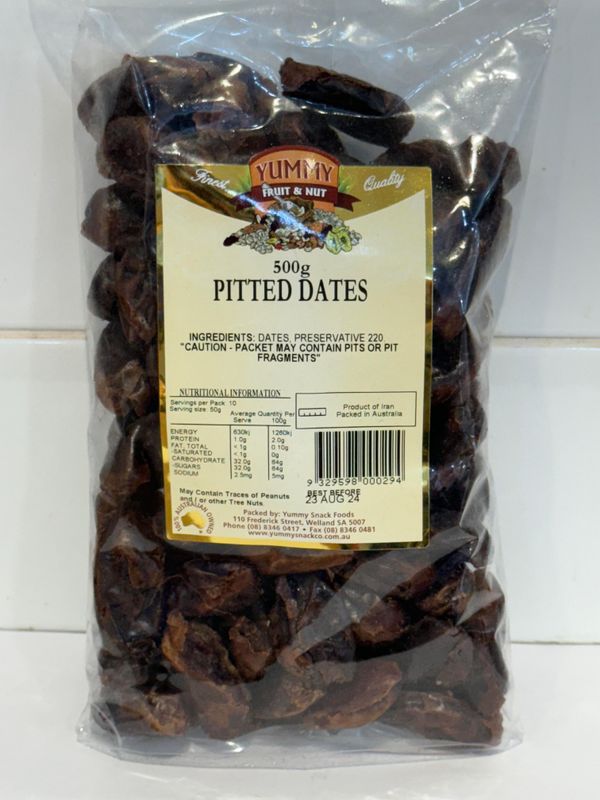 Finest
YUMMY
FRUIT & NUT
Quality
500g
PITTED DATES
INGREDIENTS: DATES, PRESERVATIVE 220
"CAUTION - PACKET MAY CONTAIN PITS OR PIT
FRAGMENTS"
NUTRITIONAL INFORMATION
Servings per Pack 10
Serving size: 50g
Average Quantity Per
Serve 100g
ENERGY 630kj 1260kj
PROTEIN 1.0g 2.0g
FAT, TOTAL <1g 0.10g
-SATURATED <1g 0g
CARBOHYDRATE 32.0g 64g
-SUGARS 32.0g 64g
SODIUM 2.5mg 5mg
Product of Iran
Packed in Australia
9 329598 000294
May Contain Traces of Peanuts
and / or other Tree Nuts.
BEST BEFORE
23 AUG 24
100% AUSTRALIAN OWNED
Packed by: Yummy Snack Foods
110 Frederick Street, Welland SA 5007
Phone (08) 8346 0417 • Fax (08) 8346 0481
www.yummysnackco.com.au